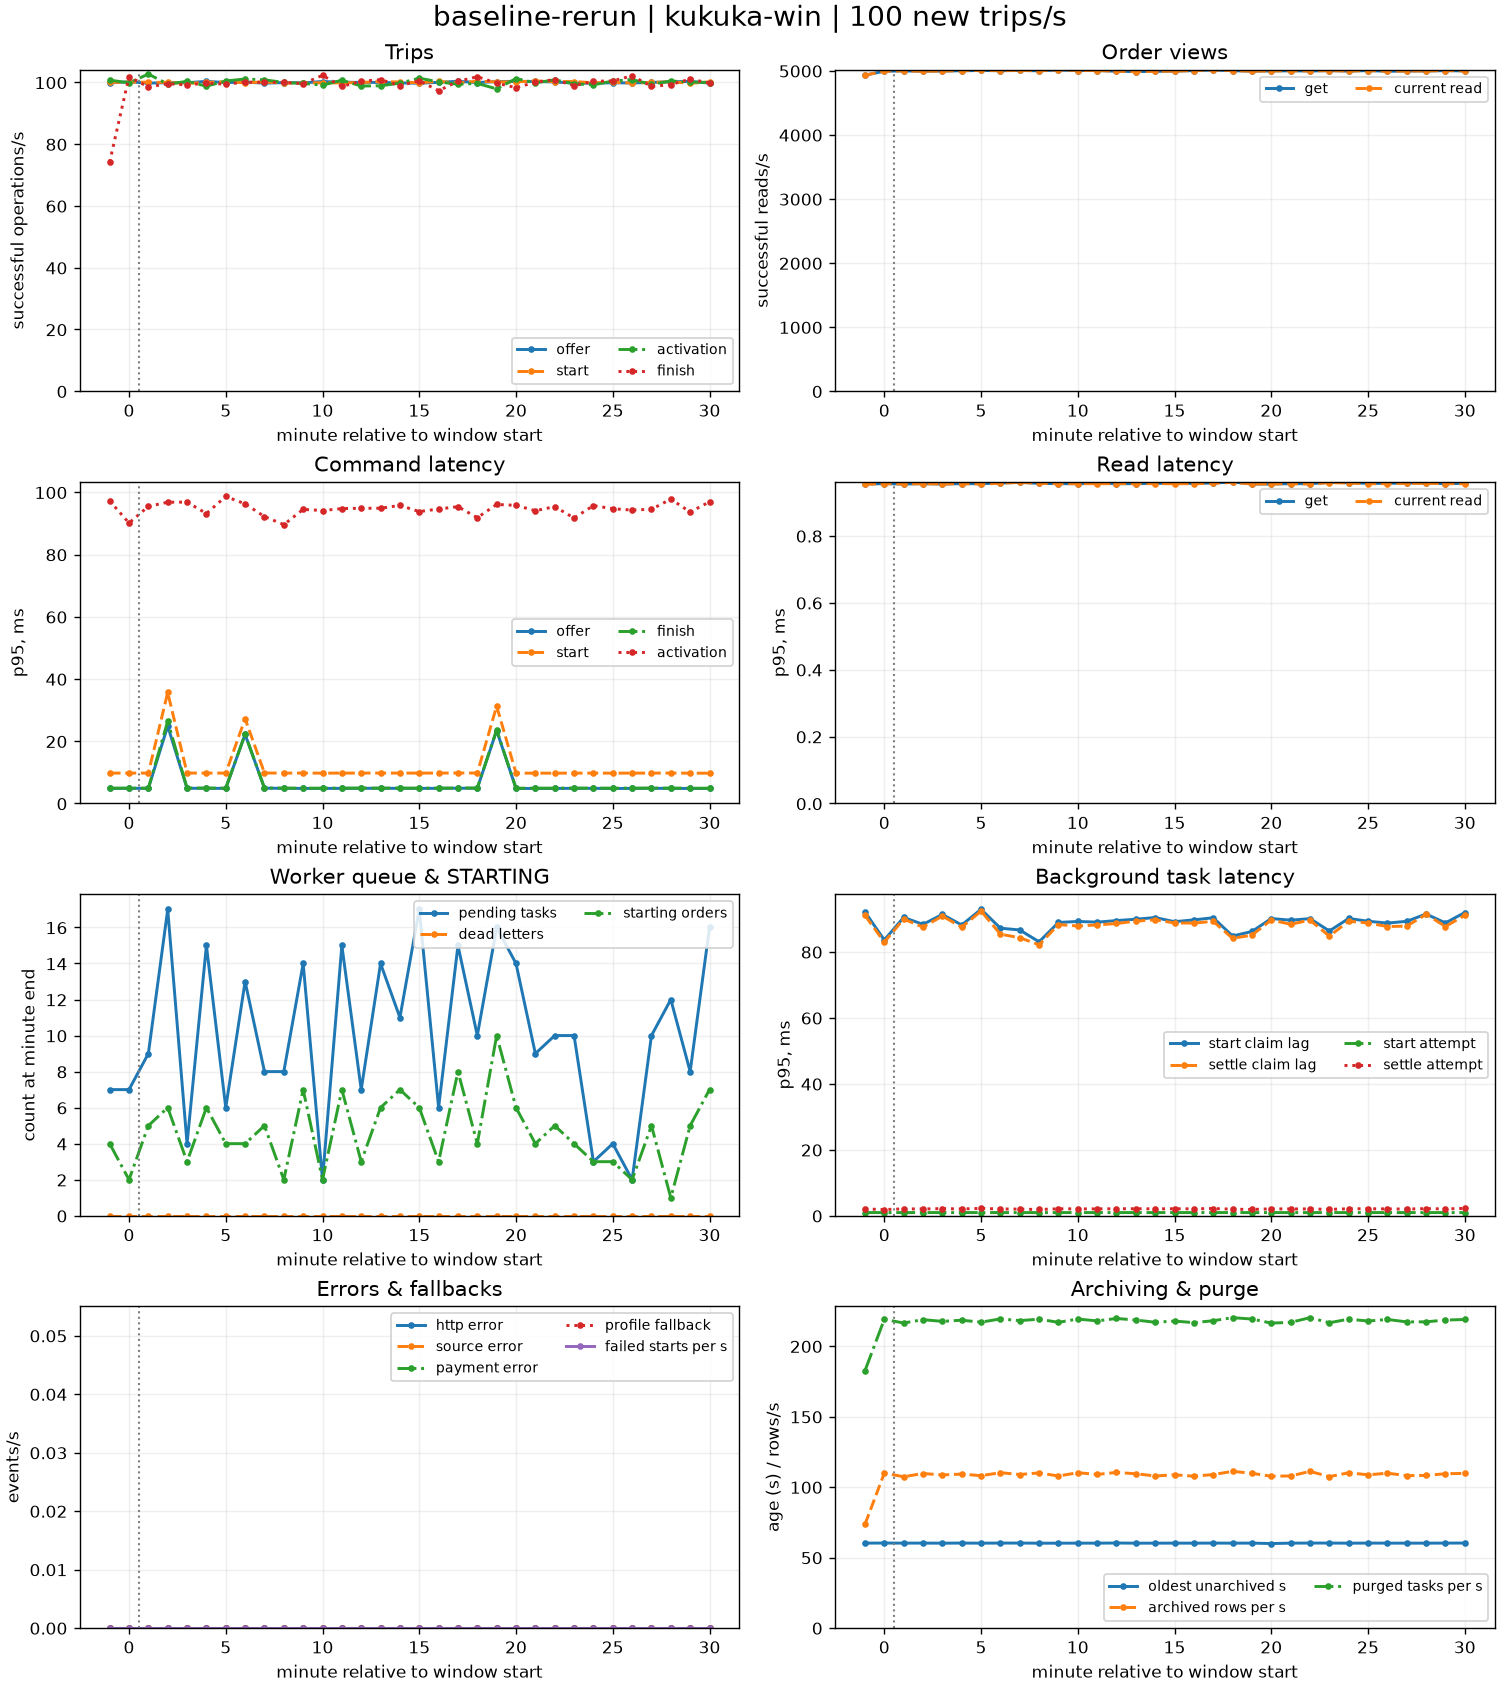 baseline-rerun | kukuka-win | 100 new trips/s
Trips
successful operations/s
100
80
60
40
20
0
offer
start
activation
finish
0 5 10 15 20 25 30
minute relative to window start
Order views
successful reads/s
5000
4000
3000
2000
1000
0
get
current read
0 5 10 15 20 25 30
minute relative to window start
Command latency
p95, ms
100
80
60
40
20
0
offer
start
finish
activation
0 5 10 15 20 25 30
minute relative to window start
Read latency
p95, ms
0.8
0.6
0.4
0.2
0.0
get
current read
0 5 10 15 20 25 30
minute relative to window start
Worker queue & STARTING
count at minute end
16
14
12
10
8
6
4
2
0
pending tasks
dead letters
starting orders
0 5 10 15 20 25 30
minute relative to window start
Background task latency
p95, ms
80
60
40
20
0
start claim lag
settle claim lag
start attempt
settle attempt
0 5 10 15 20 25 30
minute relative to window start
Errors & fallbacks
events/s
0.05
0.04
0.03
0.02
0.01
0.00
http error
source error
payment error
profile fallback
failed starts per s
0 5 10 15 20 25 30
minute relative to window start
Archiving & purge
age (s) / rows/s
200
150
100
50
0
oldest unarchived s
archived rows per s
purged tasks per s
0 5 10 15 20 25 30
minute relative to window start